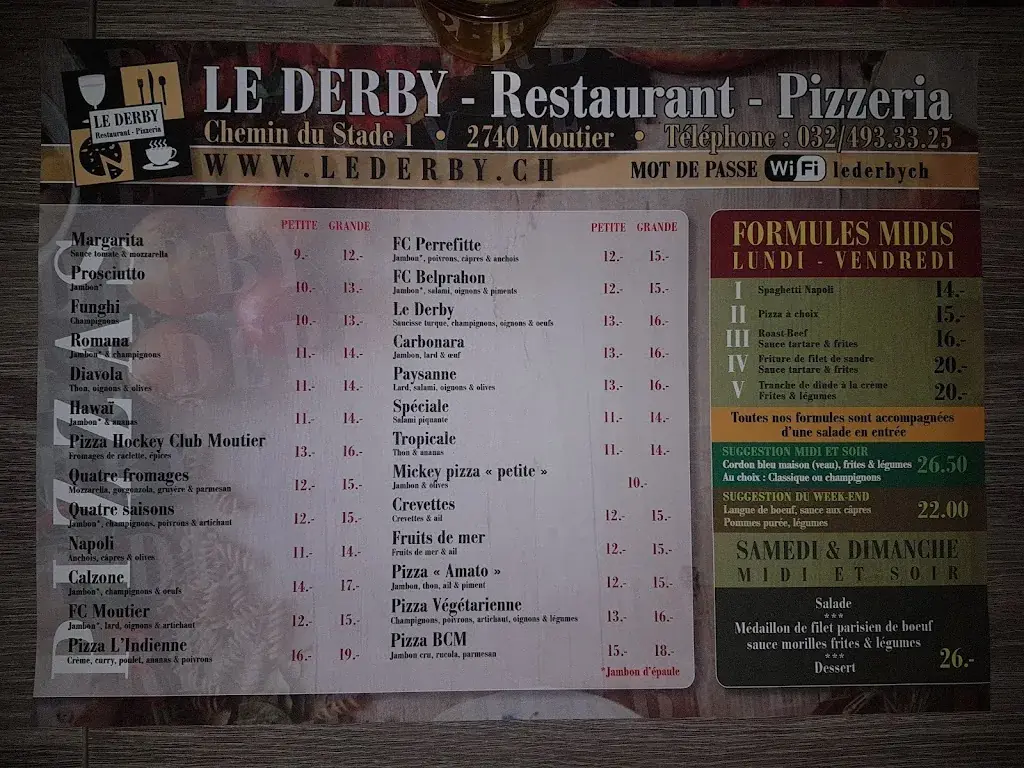 LE DERBY
Restaurant - Pizzeria
LE DERBY - Restaurant - Pizzeria
Chemin du Stade 1 • 2740 Moutier • Téléphone : 032/493.33.25
WWW.LEDERBY.CH
MOT DE PASSE WiFi lederbych
PIZZAS
PETITE GRANDE
Margarita
Sauce tomate & mozzarella
9.- 12.-
Prosciutto
Jambon*
10.- 13.-
Funghi
Champignons
10.- 13.-
Romana
Jambon* & champignons
11.- 14.-
Diavola
Thon, oignons & olives
11.- 14.-
Hawaï
Jambon* & ananas
11.- 14.-
Pizza Hockey Club Moutier
Fromages de raclette, épices
13.- 16.-
Quatre fromages
Mozzarella, gorgonzola, gruyère & parmesan
12.- 15.-
Quatre saisons
Jambon*, champignons, poivrons & artichaut
12.- 15.-
Napoli
Anchois, câpres & olives
11.- 14.-
Calzone
Jambon*, champignons & oeufs
14.- 17.-
FC Moutier
Jambon*, lard, oignons & artichaut
12.- 15.-
Pizza L'Indienne
Crème, curry, poulet, ananas & poivrons
16.- 19.-
PETITE GRANDE
FC Perrefitte
Jambon*, poivrons, câpres & anchois
12.- 15.-
FC Belprahon
Jambon*, salami, oignons & piments
12.- 15.-
Le Derby
Saucisse turque, champignons, oignons & oeufs
13.- 16.-
Carbonara
Jambon, lard & œuf
13.- 16.-
Paysanne
Lard, salami, oignons & olives
13.- 16.-
Spéciale
Salami piquante
11.- 14.-
Tropicale
Thon & ananas
11.- 14.-
Mickey pizza « petite »
Jambon & olives
10.-
Crevettes
Crevettes & ail
12.- 15.-
Fruits de mer
Fruits de mer & ail
12.- 15.-
Pizza « Amato »
Jambon, thon, ail & piment
12.- 15.-
Pizza Végétarienne
Champignons, poivrons, artichaut, oignons & légumes
13.- 16.-
Pizza BCM
Jambon cru, rucola, parmesan
15.- 18.-
*Jambon d'épaule
FORMULES MIDIS
LUNDI - VENDREDI
I Spaghetti Napoli 14.-
II Pizza à choix 15.-
III Roast-Beef
Sauce tartare & frites 16.-
IV Friture de filet de sandre
Sauce tartare & frites 20.-
V Tranche de dinde à la crème
Frites & légumes 20.-
Toutes nos formules sont accompagnées
d'une salade en entrée
SUGGESTION MIDI ET SOIR
Cordon bleu maison (veau), frites & légumes 26.50
Au choix : Classique ou champignons
SUGGESTION DU WEEK-END
Langue de boeuf, sauce aux câpres
Pommes purée, légumes
22.00
SAMEDI & DIMANCHE
MIDI ET SOIR
Salade
***
Médaillon de filet parisien de boeuf
sauce morilles frites & légumes
***
Dessert
26.-